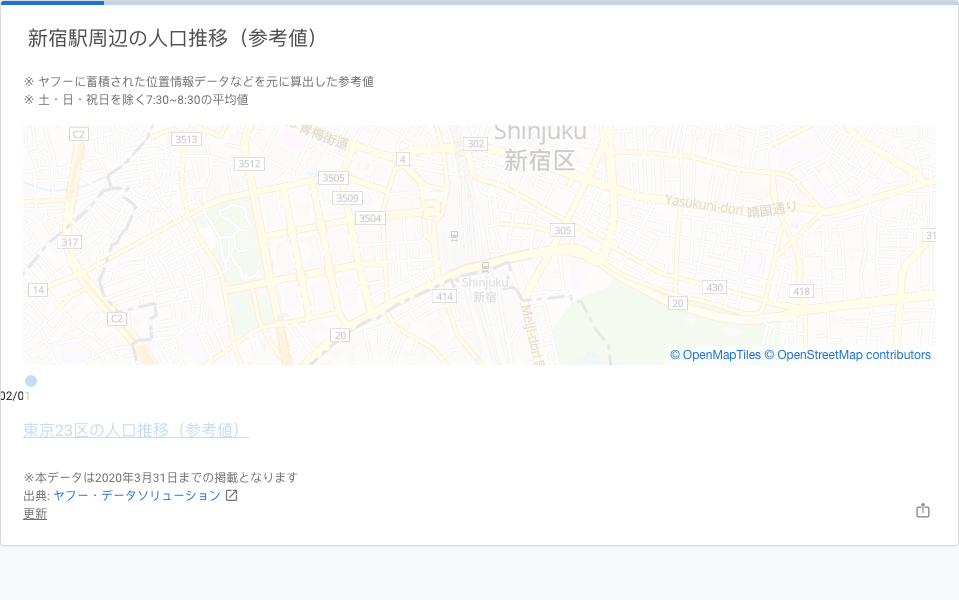 新宿駅周辺の人口推移（参考値）
※ ヤフーに蓄積された位置情報データなどを元に算出した参考値
※ 土・日・祝日を除く7:30~8:30の平均値
Shinjuku
新宿区
C2
3513
302
青梅街道
3512
4
3505
3509
3504
Yasukuni-dori 靖国通り
305
317
31
Shinjuku
新宿
14
414
430
418
20
C2
20
Meiji-dori
© OpenMapTiles © OpenStreetMap contributors
02/01
東京23区の人口推移（参考値）
※本データは2020年3月31日までの掲載となります
出典: ヤフー・データソリューション
更新